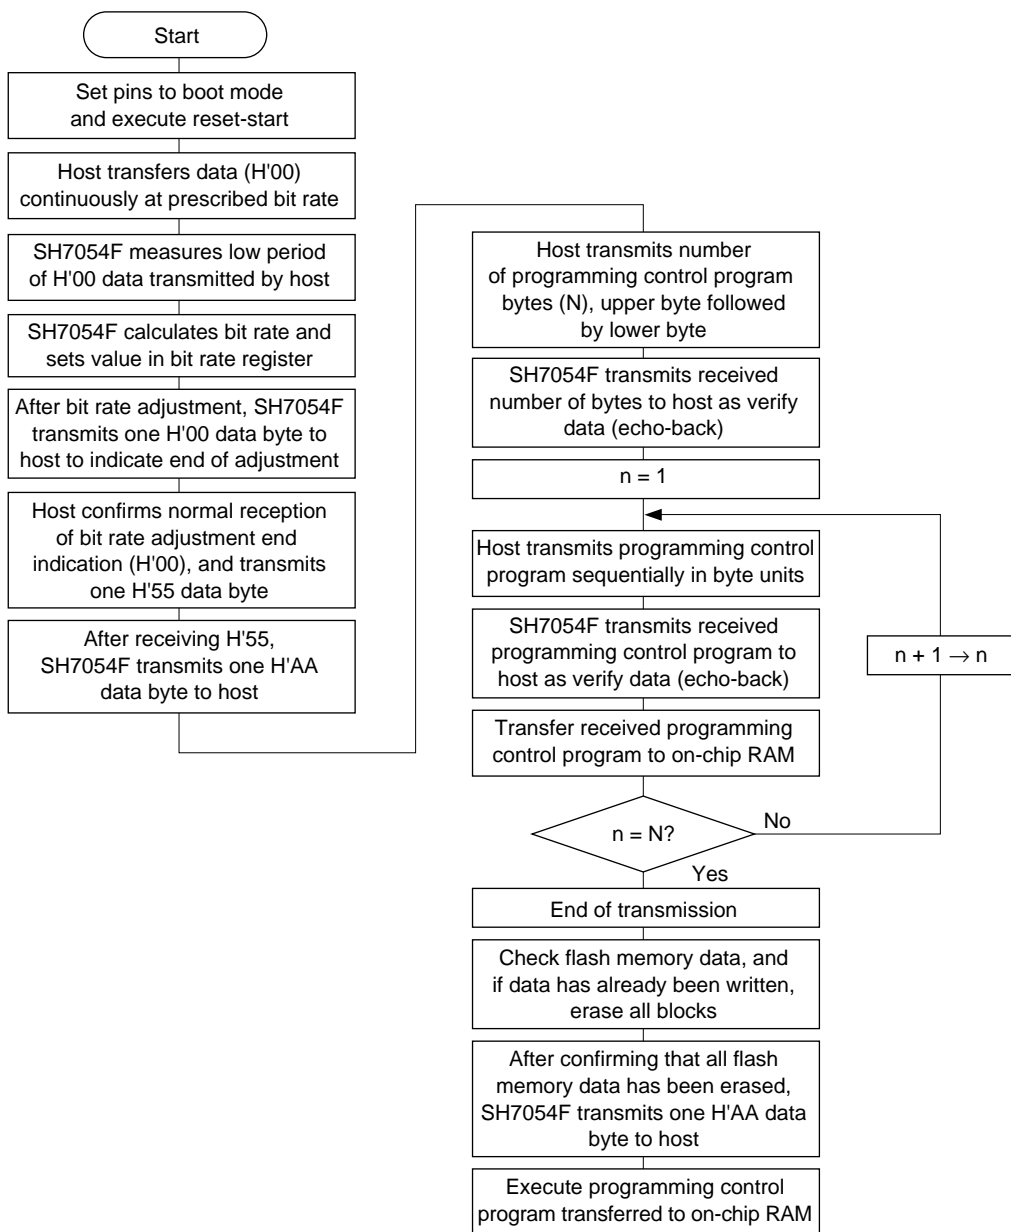 Start
Set pins to boot mode
and execute reset-start
Host transfers data (H'00)
continuously at prescribed bit rate
SH7054F measures low period
of H'00 data transmitted by host
SH7054F calculates bit rate and
sets value in bit rate register
After bit rate adjustment, SH7054F
transmits one H'00 data byte to
host to indicate end of adjustment
Host confirms normal reception
of bit rate adjustment end
indication (H'00), and transmits
one H'55 data byte
After receiving H'55,
SH7054F transmits one H'AA
data byte to host
Host transmits number
of programming control program
bytes (N), upper byte followed
by lower byte
SH7054F transmits received
number of bytes to host as verify
data (echo-back)
n = 1
Host transmits programming control
program sequentially in byte units
SH7054F transmits received
programming control program to
host as verify data (echo-back)
n + 1 → n
Transfer received programming
control program to on-chip RAM
n = N?
No
Yes
End of transmission
Check flash memory data, and
if data has already been written,
erase all blocks
After confirming that all flash
memory data has been erased,
SH7054F transmits one H'AA data
byte to host
Execute programming control
program transferred to on-chip RAM